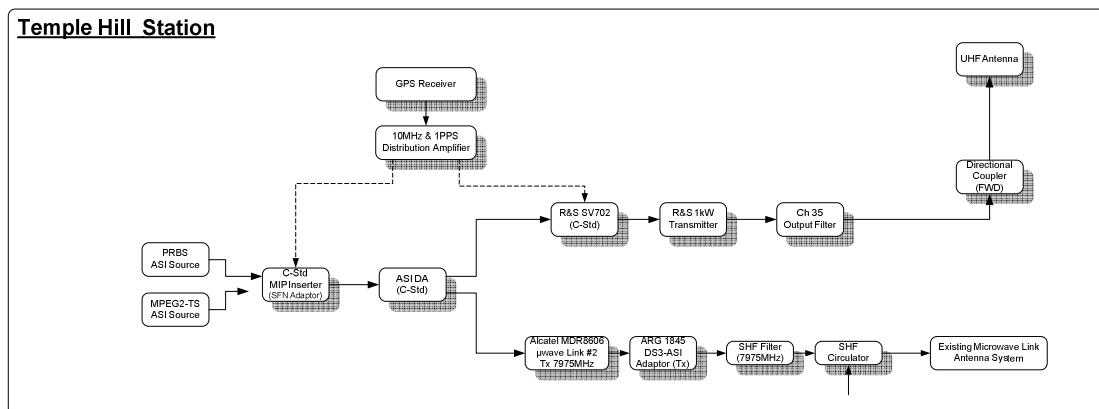 Temple Hill Station
UHF Antenna
GPS Receiver
10MHz & 1PPS
Distribution Amplifier
Directional
Coupler
(FWD)
R&S SV702
(C-Std)
R&S 1kW
Transmitter
Ch 35
Output Filter
PRBS
ASI Source
C-Std
MIP Inserter
(SFN Adaptor)
ASI DA
(C-Std)
MPEG2-TS
ASI Source
Alcatel MDR8606
µwave Link #2
Tx 7975MHz
ARG 1845
DS3-ASI
Adaptor (Tx)
SHF Filter
(7975MHz)
SHF
Circulator
Existing Microwave Link
Antenna System